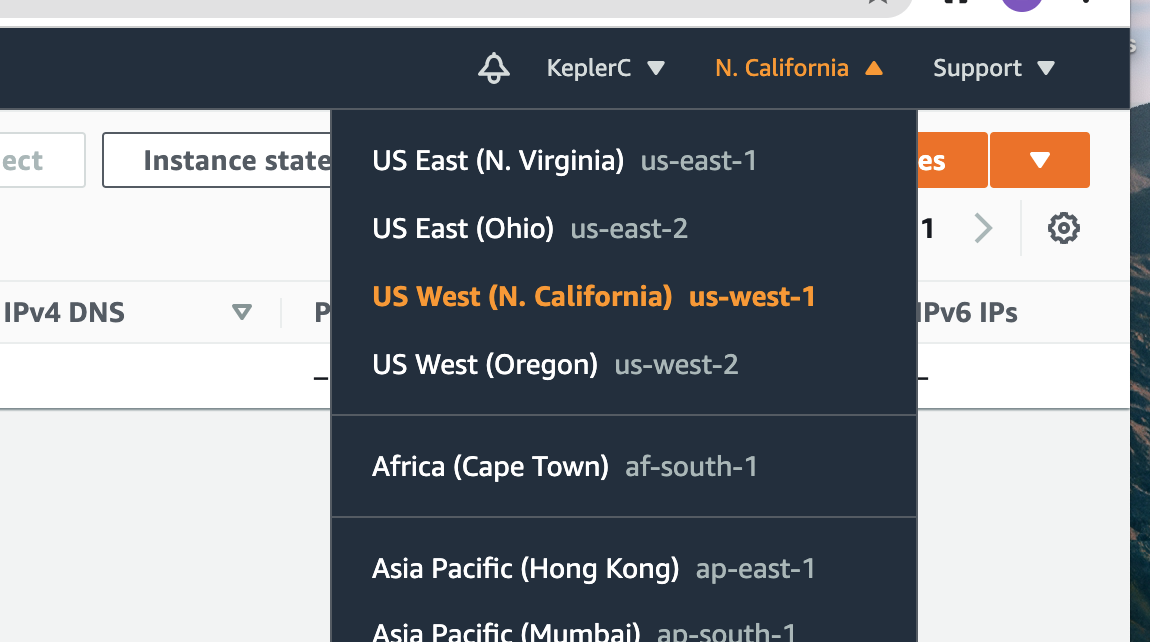 KeplerC N. California Support
ect Instance state es
US East (N. Virginia) us-east-1
US East (Ohio) us-east-2
1
IPv4 DNS P IPv6 IPs
US West (N. California) us-west-1
US West (Oregon) us-west-2
–
–
Africa (Cape Town) af-south-1
Asia Pacific (Hong Kong) ap-east-1
Asia Pacific (Mumbai) ap-south-1